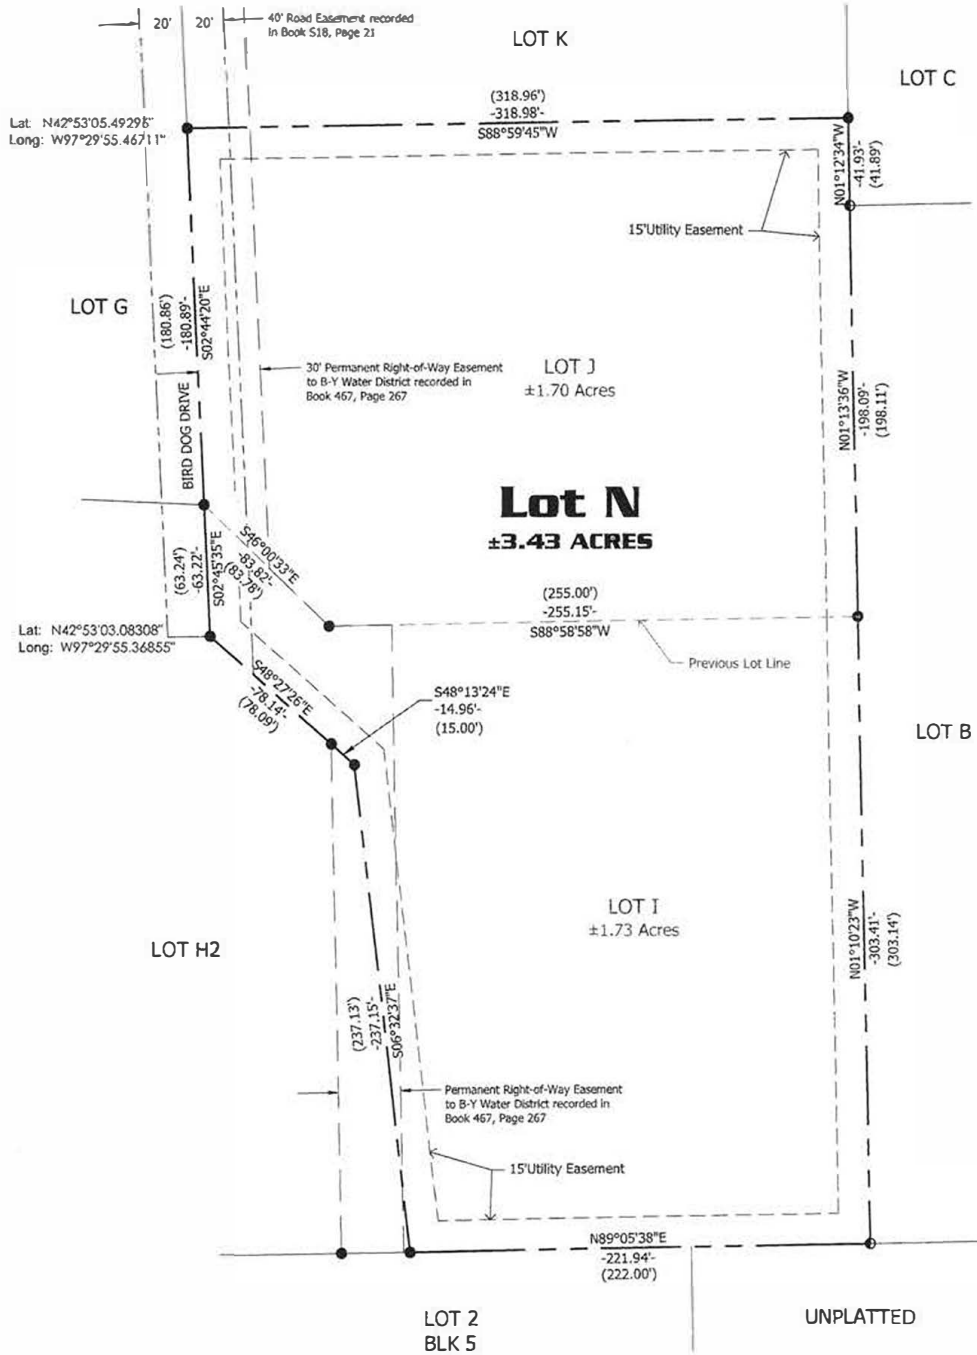 20' 20'
40' Road Easement recorded
in Book S18, Page 21
LOT K
LOT C
(318.96')
-318.98'-
S88°59'45"W
Lat: N42°53'05.49296"
Long: W97°29'55.46711"
N01°12'34"W
-41.93'-
(41.89')
15'Utility Easement
LOT G
(180.86')
-180.89'-
S02°44'20"E
30' Permanent Right-of-Way Easement
to B-Y Water District recorded in
Book 467, Page 267
LOT J
±1.70 Acres
BIRD DOG DRIVE
N01°13'36"W
-198.09'-
(198.11')
Lot N
±3.43 ACRES
S46°00'33"E
-83.82'-
(83.78')
(63.24')
-63.22'-
S02°45'35"E
(255.00')
-255.15'-
S88°58'58"W
Lat: N42°53'03.08308"
Long: W97°29'55.36855"
Previous Lot Line
S48°27'26"E
-78.14'-
(78.09')
S48°13'24"E
-14.96'-
(15.00')
LOT B
LOT I
±1.73 Acres
N01°10'23"W
-303.41'-
(303.14')
LOT H2
(237.13')
-237.15'-
S06°32'37"E
Permanent Right-of-Way Easement
to B-Y Water District recorded in
Book 467, Page 267
15'Utility Easement
N89°05'38"E
-221.94'-
(222.00')
LOT 2
BLK 5
UNPLATTED